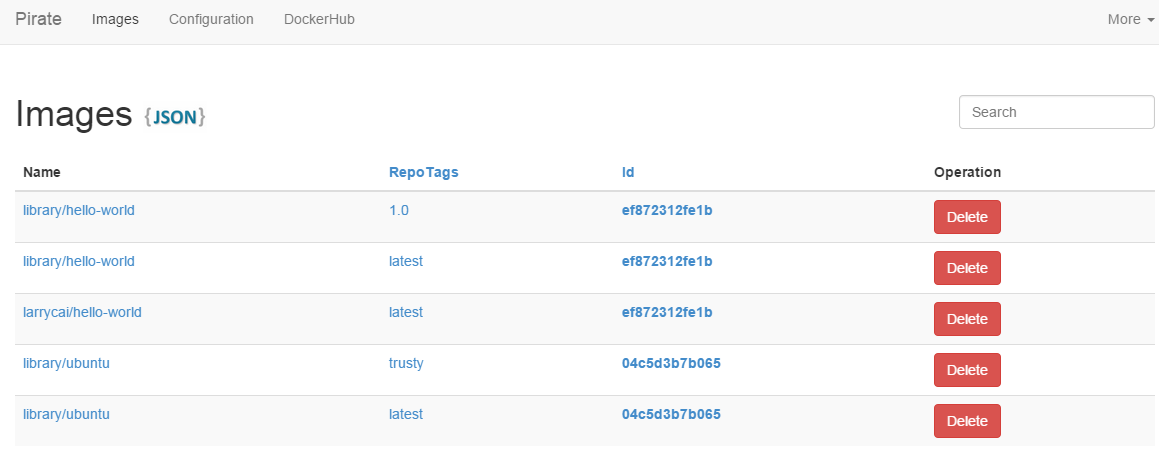 Pirate Images Configuration DockerHub More
Images {JSON} Search
Name RepoTags Id Operation
library/hello-world 1.0 ef872312fe1b Delete
library/hello-world latest ef872312fe1b Delete
larrycai/hello-world latest ef872312fe1b Delete
library/ubuntu trusty 04c5d3b7b065 Delete
library/ubuntu latest 04c5d3b7b065 Delete